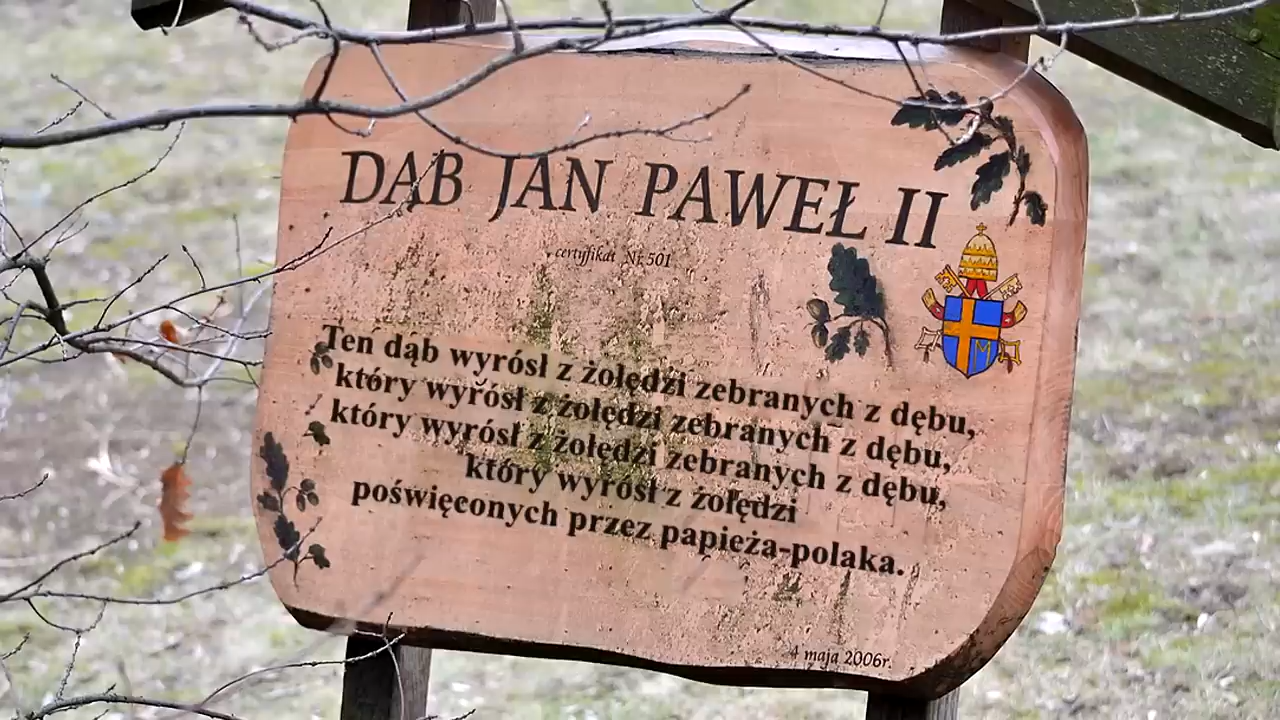 DĄB JAN PAWEŁ II
certyfikat Nr 501
Ten dąb wyrósł z żołędzi zebranych z dębu,
który wyrósł z żołędzi zebranych z dębu,
który wyrósł z żołędzi zebranych z dębu,
który wyrósł z żołędzi
poświęconych przez papieża-polaka.
4 maja 2006r.
M